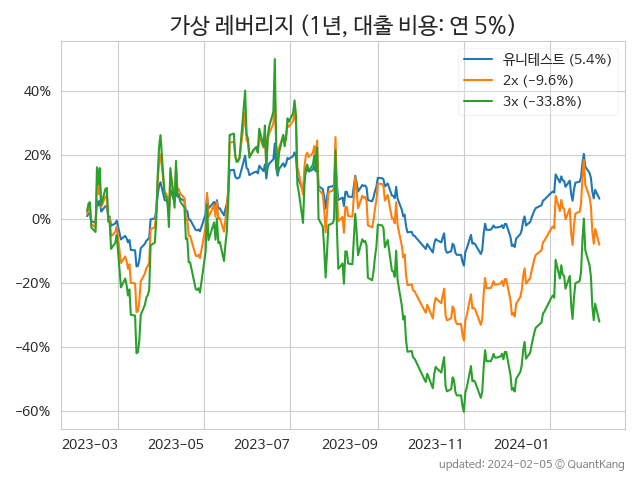 가상 레버리지 (1년, 대출 비용: 연 5%)
유니테스트 (5.4%)
2x (−9.6%)
3x (−33.8%)
40%
20%
0%
−20%
−40%
−60%
2023−03 2023−05 2023−07 2023−09 2023−11 2024−01
updated: 2024−02−05 © QuantKang